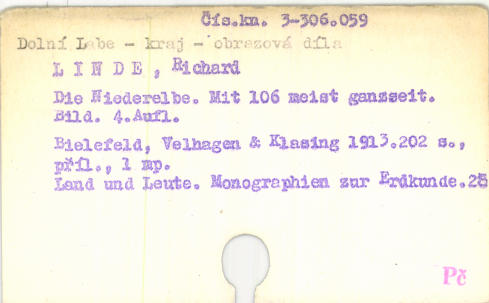 Čís.kn. 3-306.059
Dolní Labe - kraj - obrazová díla
L I N D E , Richard
Die Niederelbe. Mit 106 meist ganzseit.
Bild. 4.Aufl.
Bielefeld, Velhagen & Klasing 1913.202 s.,
příl., 1 mp.
Land und Leute. Monographien zur Erdkunde.28
Pč